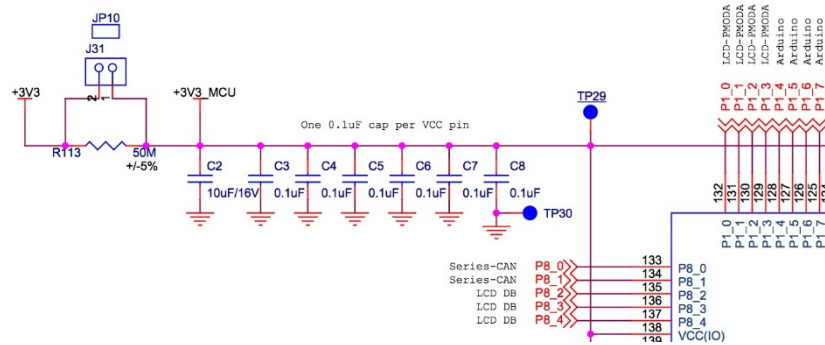 JP10
J31
+3V3
2
1
+3V3_MCU
R113
50M
+/-5%
One 0.1uF cap per VCC pin
C2
10uF/16V
C3
0.1uF
C4
0.1uF
C5
0.1uF
C6
0.1uF
C7
0.1uF
C8
0.1uF
TP29
TP30
LCD-PMODA
LCD-PMODA
LCD-PMODA
LCD-PMODA
Arduino
Arduino
Arduino
Arduino
P1_0
P1_1
P1_2
P1_3
P1_4
P1_5
P1_6
P1_7
132
131
130
129
128
127
126
125
124
P1_0
P1_1
P1_2
P1_3
P1_4
P1_5
P1_6
P1_7
Series-CAN P8_0 133 P8_0
Series-CAN P8_1 134 P8_1
LCD DB P8_2 135 P8_2
LCD DB P8_3 136 P8_3
LCD DB P8_4 137 P8_4
138 VCC(IO)
139